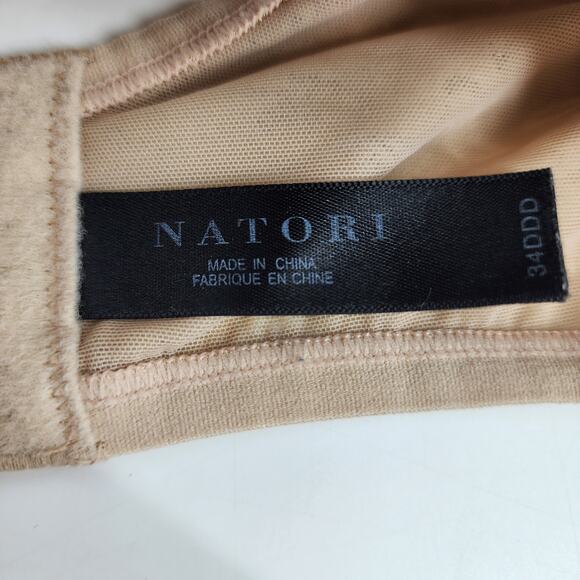 NATORI
MADE IN CHINA
FABRIQUE EN CHINE
34DDD